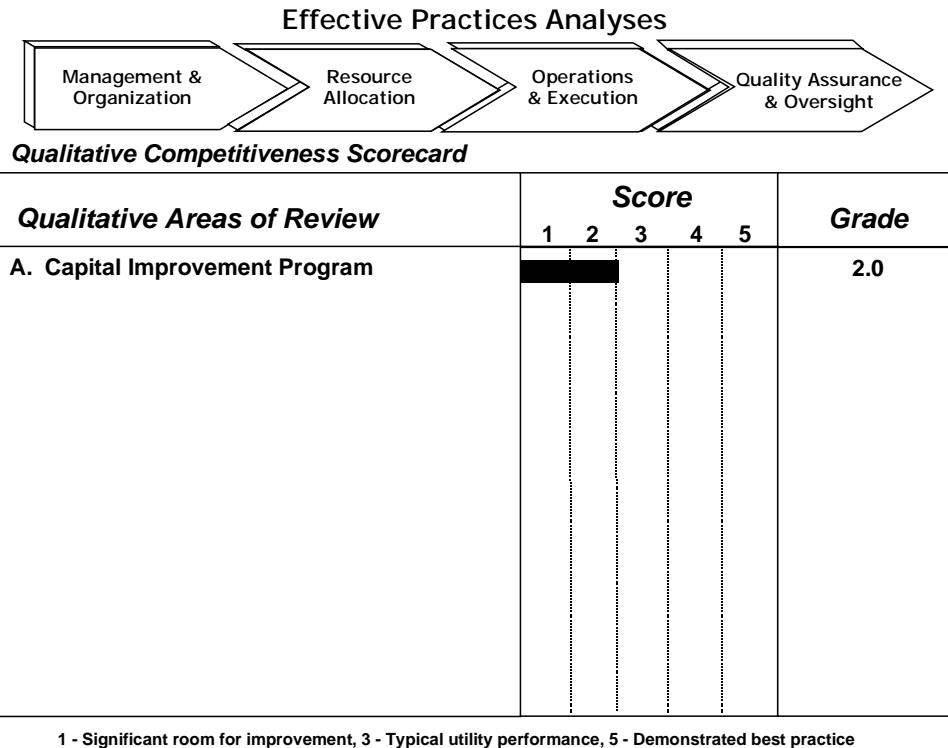 Effective Practices Analyses
Management &
Organization
Resource
Allocation
Operations
& Execution
Quality Assurance
& Oversight
Qualitative Competitiveness Scorecard
Qualitative Areas of Review
Score
1 2 3 4 5
Grade
A. Capital Improvement Program
2.0
1 - Significant room for improvement, 3 - Typical utility performance, 5 - Demonstrated best practice